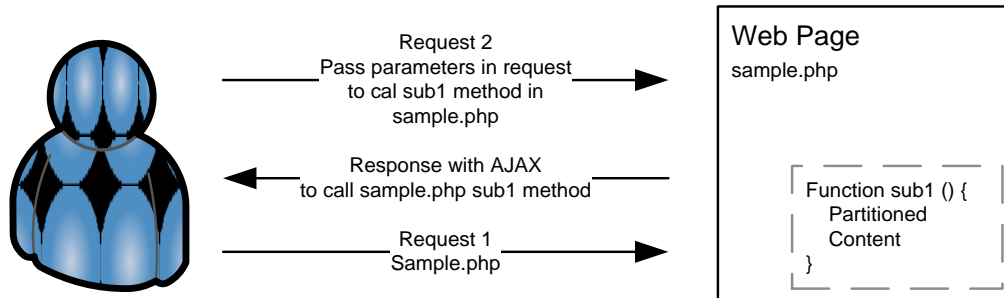 Request 2
Pass parameters in request
to cal sub1 method in
sample.php
Response with AJAX
to call sample.php sub1 method
Request 1
Sample.php
Web Page
sample.php
Function sub1 () {
Partitioned
Content
}